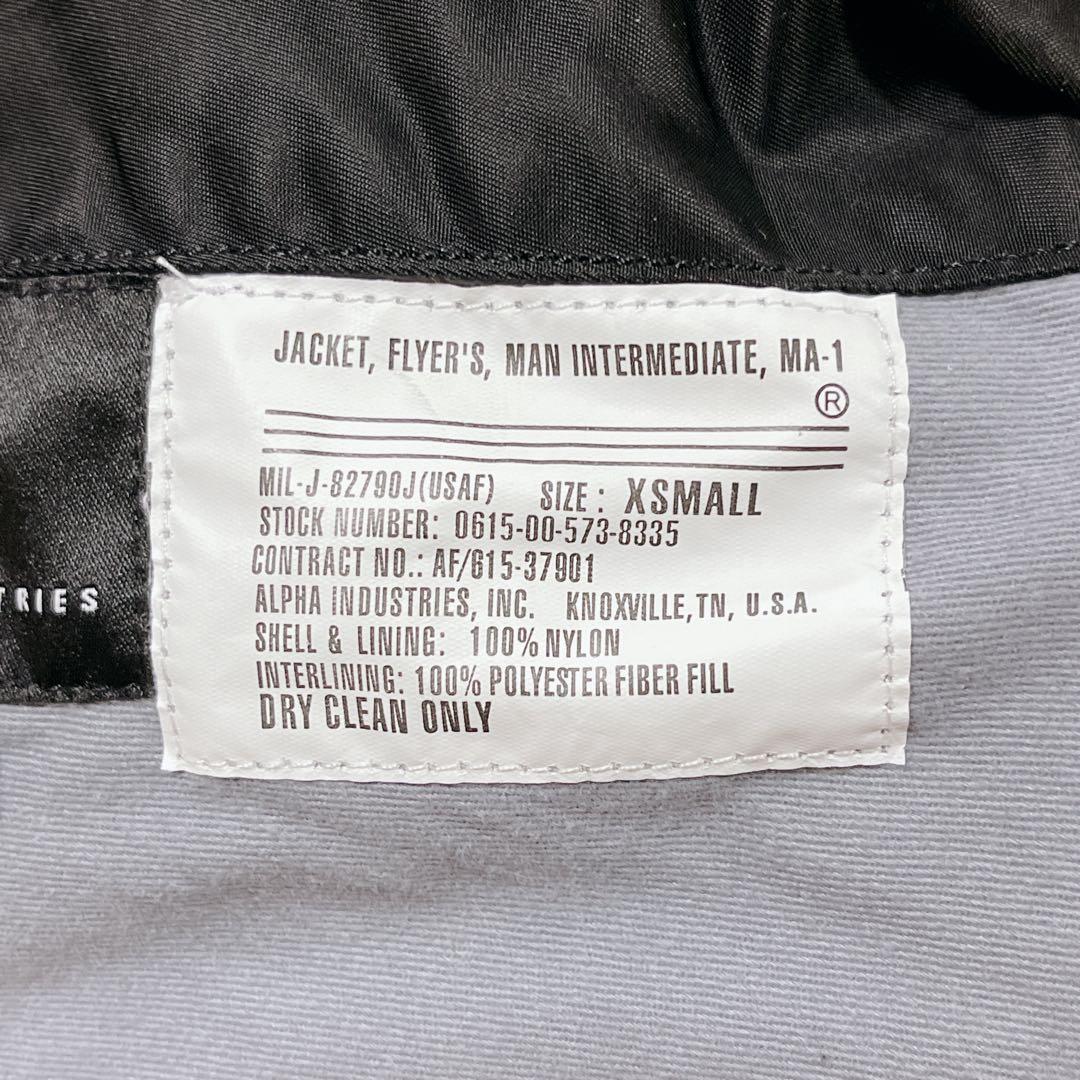 JACKET, FLYER'S, MAN INTERMEDIATE, MA-1
®
MIL-J-82790J(USAF) SIZE: XSMALL
STOCK NUMBER: 0615-00-573-8335
CONTRACT NO.: AF/615-37901
ALPHA INDUSTRIES, INC. KNOXVILLE, TN, U.S.A.
SHELL & LINING: 100% NYLON
INTERLINING: 100% POLYESTER FIBER FILL
DRY CLEAN ONLY
TRIES